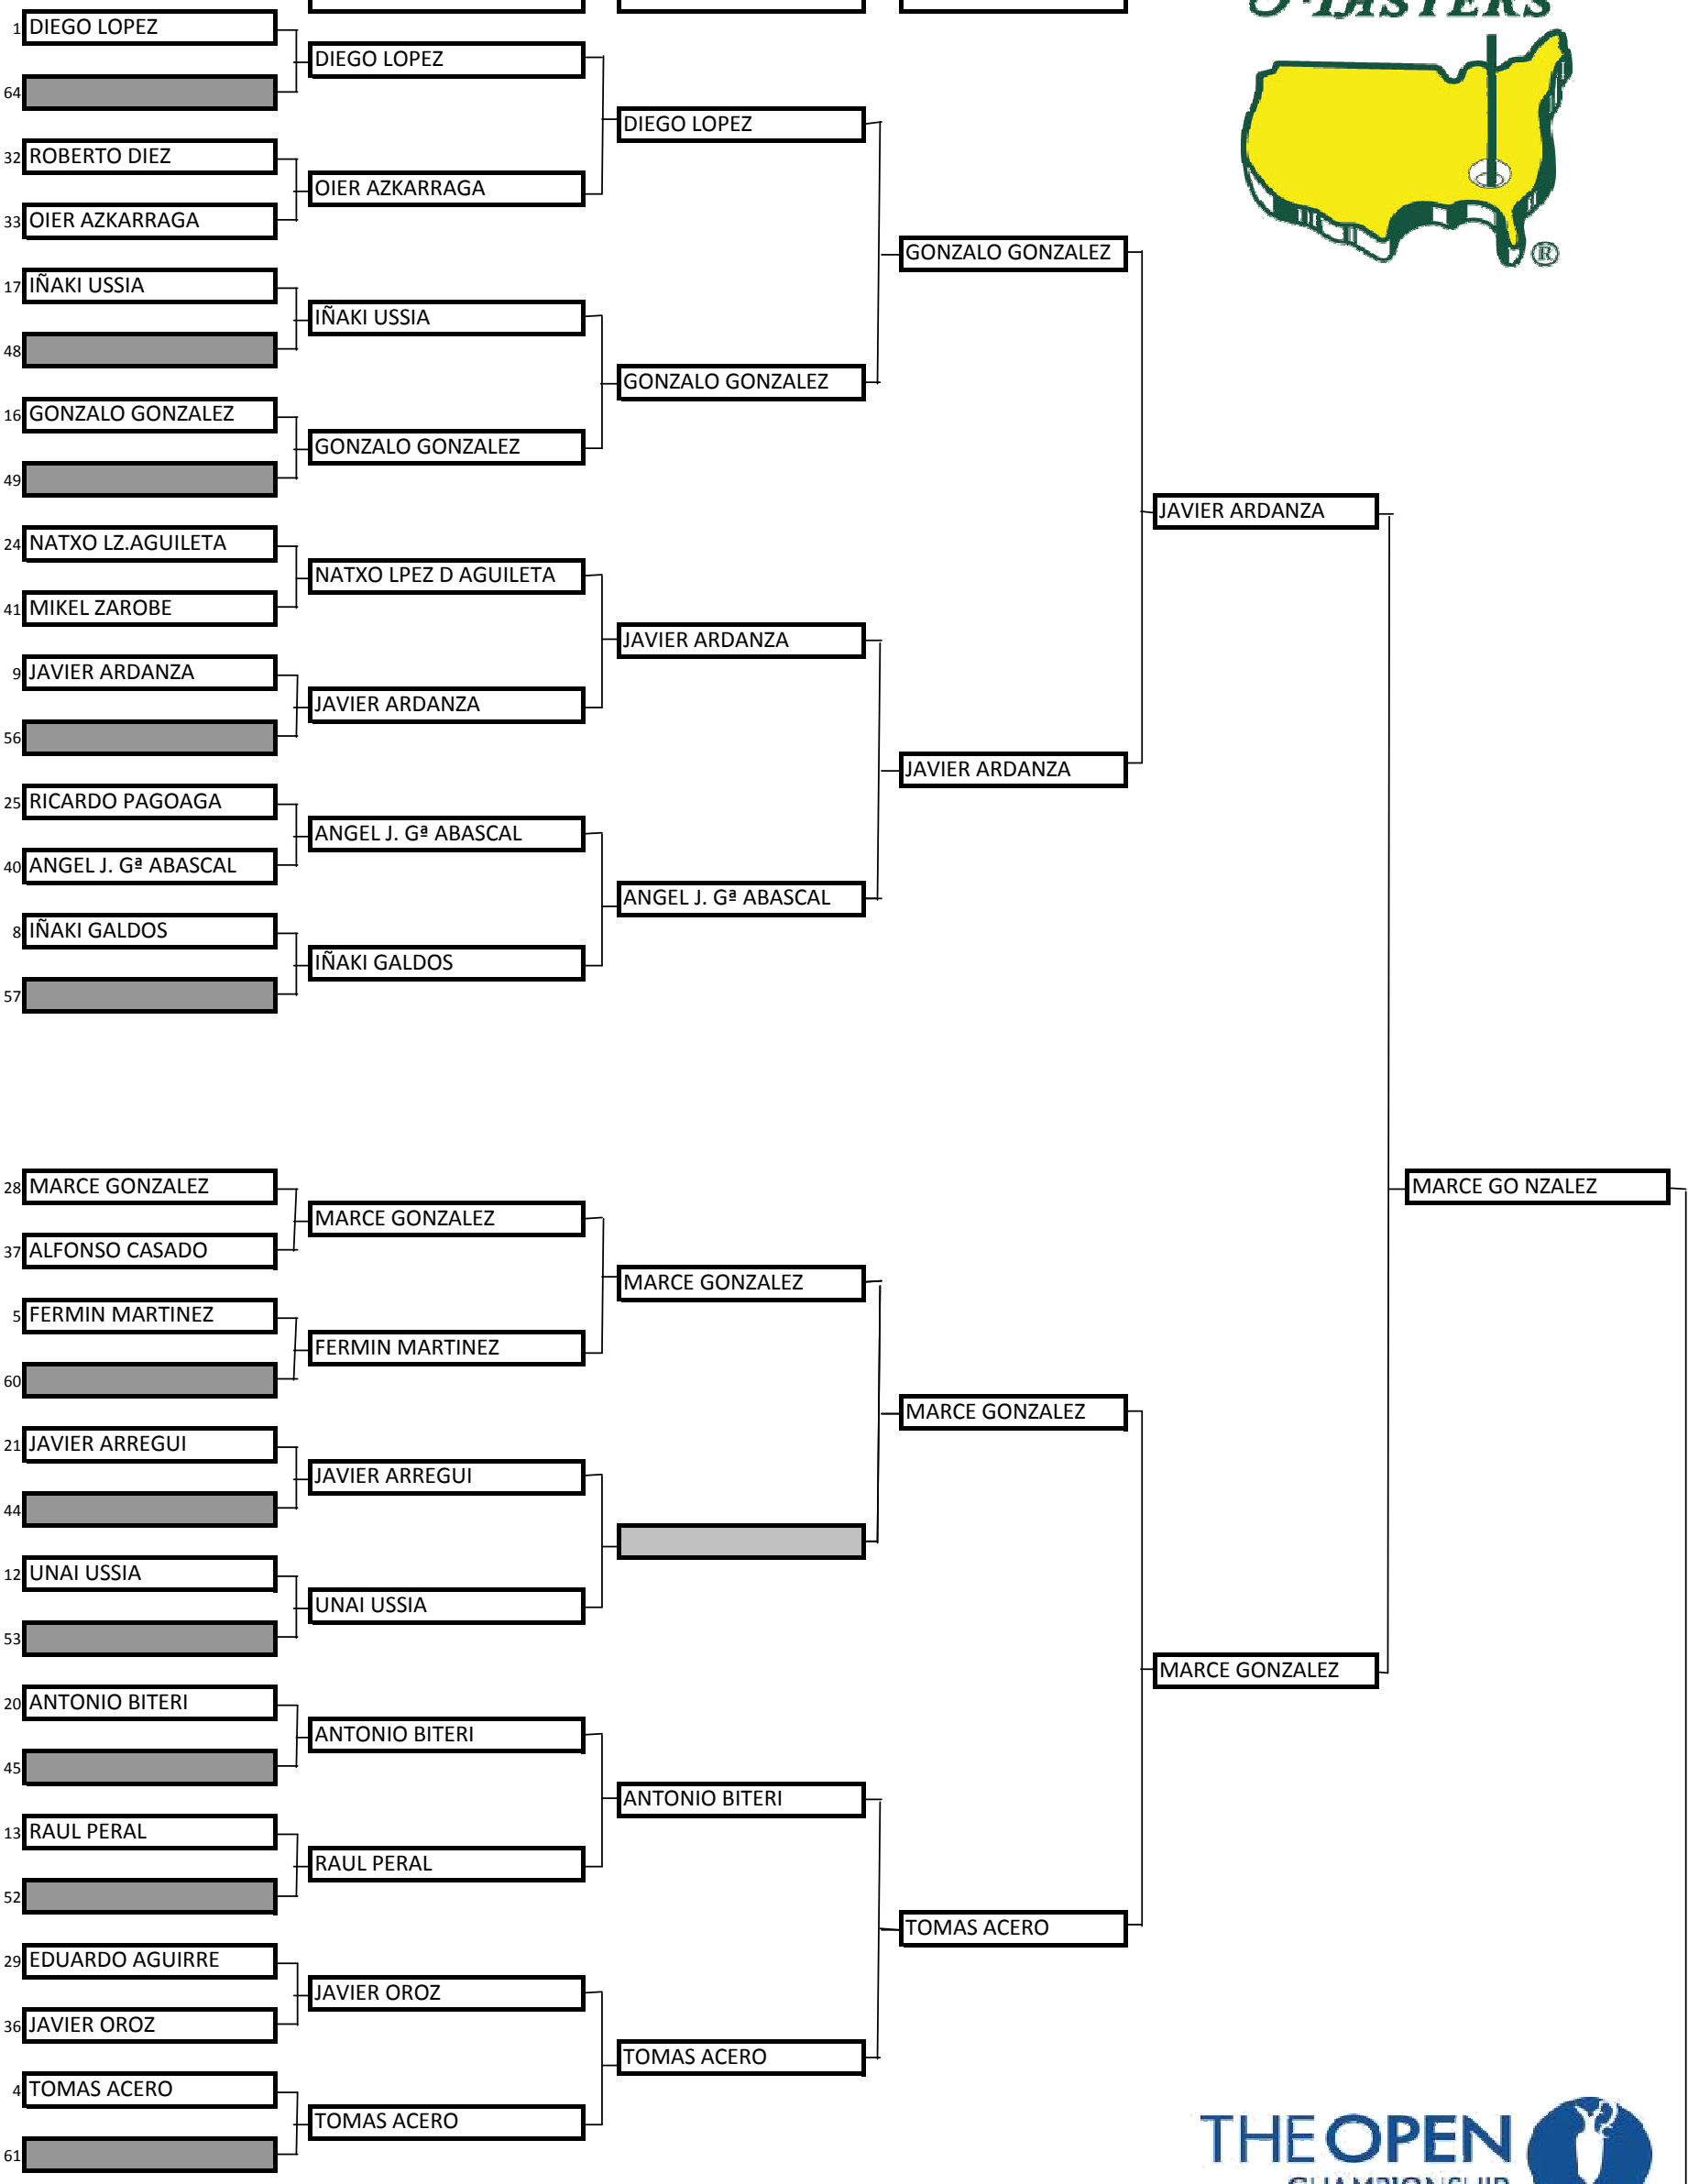 MASTERS
1 DIEGO LOPEZ
DIEGO LOPEZ
64
DIEGO LOPEZ
32 ROBERTO DIEZ
OIER AZKARRAGA
33 OIER AZKARRAGA
GONZALO GONZALEZ
17 IÑAKI USSIA
IÑAKI USSIA
48
GONZALO GONZALEZ
16 GONZALO GONZALEZ
GONZALO GONZALEZ
49
JAVIER ARDANZA
24 NATXO LZ.AGUILETA
NATXO LPEZ D AGUILETA
41 MIKEL ZAROBE
JAVIER ARDANZA
9 JAVIER ARDANZA
JAVIER ARDANZA
56
JAVIER ARDANZA
25 RICARDO PAGOAGA
ANGEL J. Gª ABASCAL
40 ANGEL J. Gª ABASCAL
ANGEL J. Gª ABASCAL
8 IÑAKI GALDOS
IÑAKI GALDOS
57
®
28 MARCE GONZALEZ
MARCE GO NZALEZ
MARCE GONZALEZ
37 ALFONSO CASADO
MARCE GONZALEZ
5 FERMIN MARTINEZ
FERMIN MARTINEZ
60
MARCE GONZALEZ
21 JAVIER ARREGUI
JAVIER ARREGUI
44
12 UNAI USSIA
UNAI USSIA
53
MARCE GONZALEZ
20 ANTONIO BITERI
ANTONIO BITERI
45
ANTONIO BITERI
13 RAUL PERAL
RAUL PERAL
52
TOMAS ACERO
29 EDUARDO AGUIRRE
JAVIER OROZ
36 JAVIER OROZ
TOMAS ACERO
4 TOMAS ACERO
TOMAS ACERO
61
THE OPEN
CHAMPIONSHIP